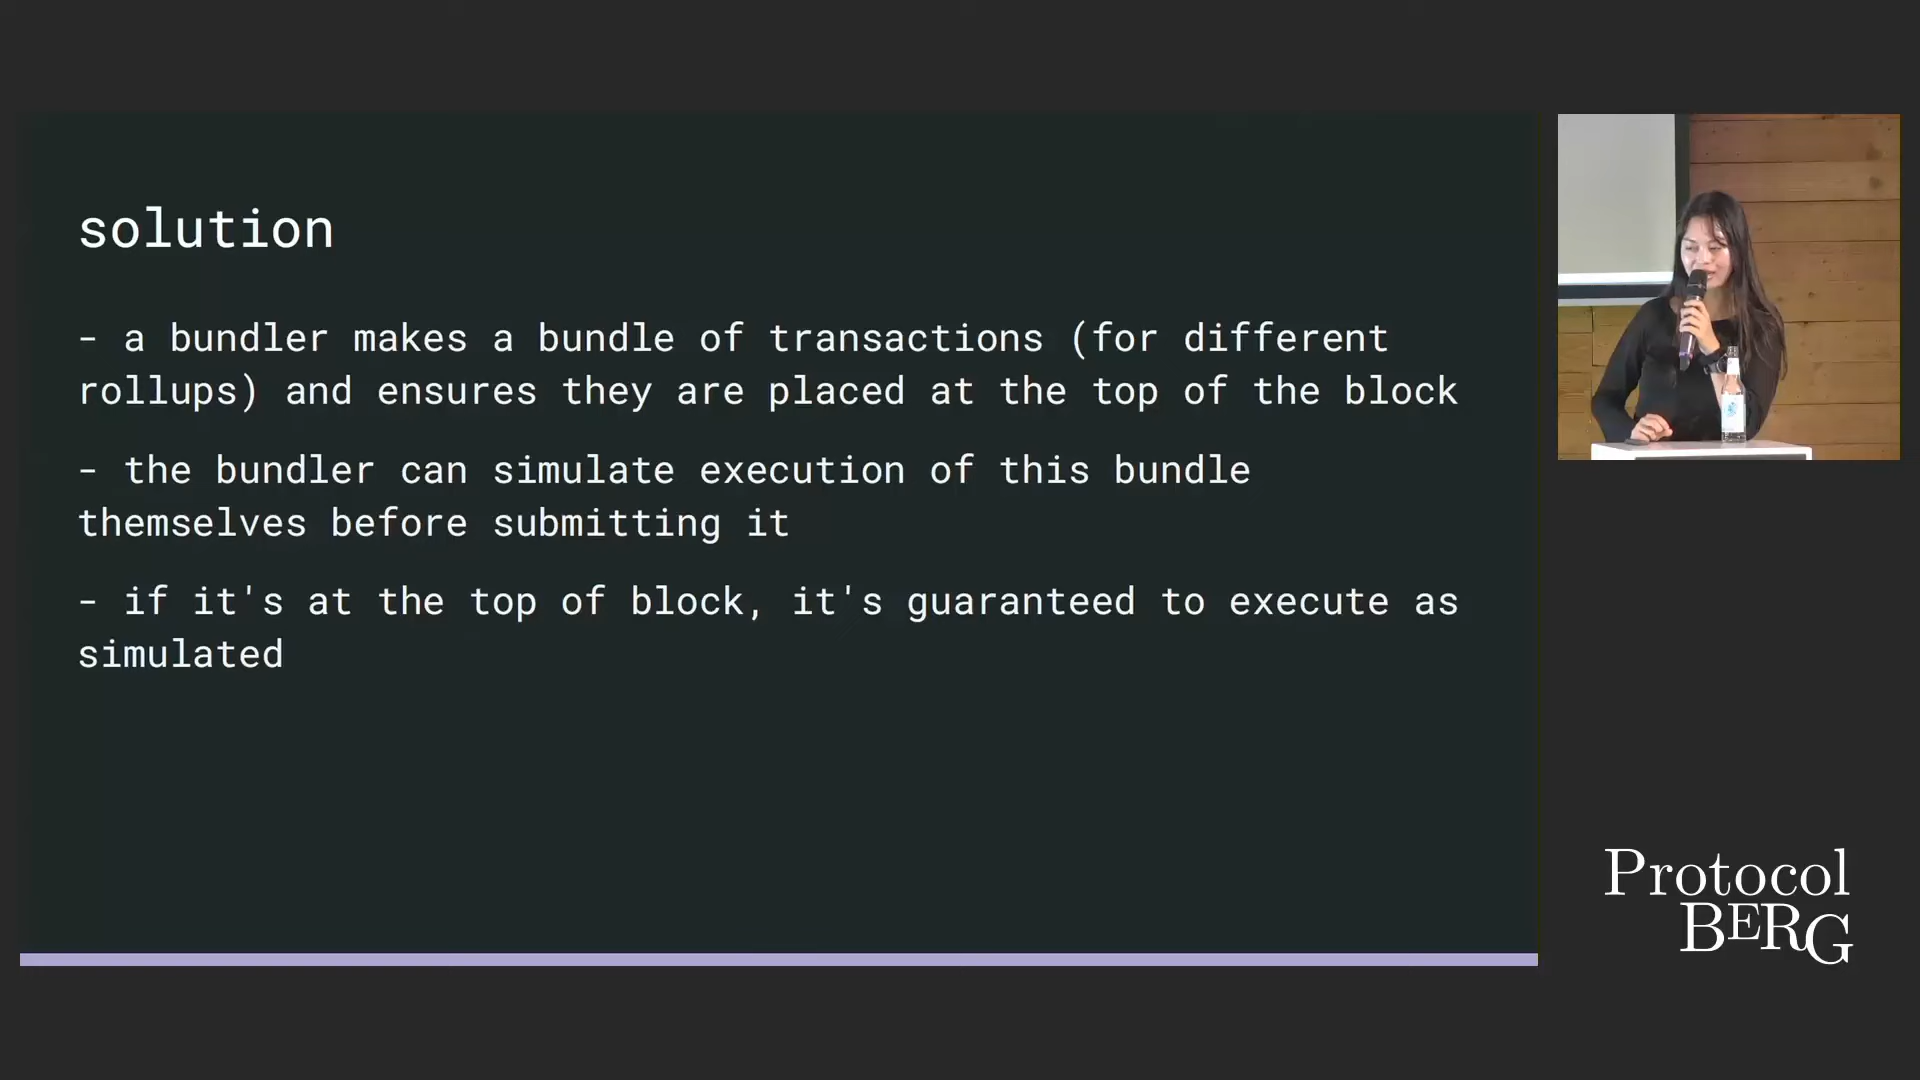 solution
- a bundler makes a bundle of transactions (for different
rollups) and ensures they are placed at the top of the block
- the bundler can simulate execution of this bundle
themselves before submitting it
- if it's at the top of block, it's guaranteed to execute as
simulated
Protocol
BERG